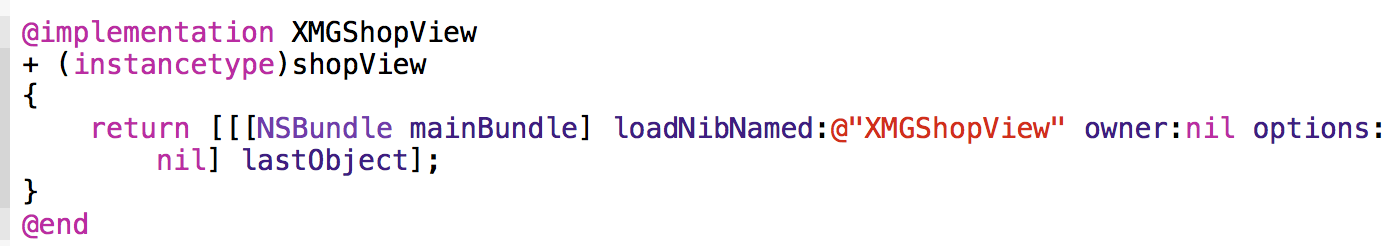 @implementation XMGShopView
+ (instancetype)shopView
{
    return [[[NSBundle mainBundle] loadNibNamed:@"XMGShopView" owner:nil options:
        nil] lastObject];
}
@end